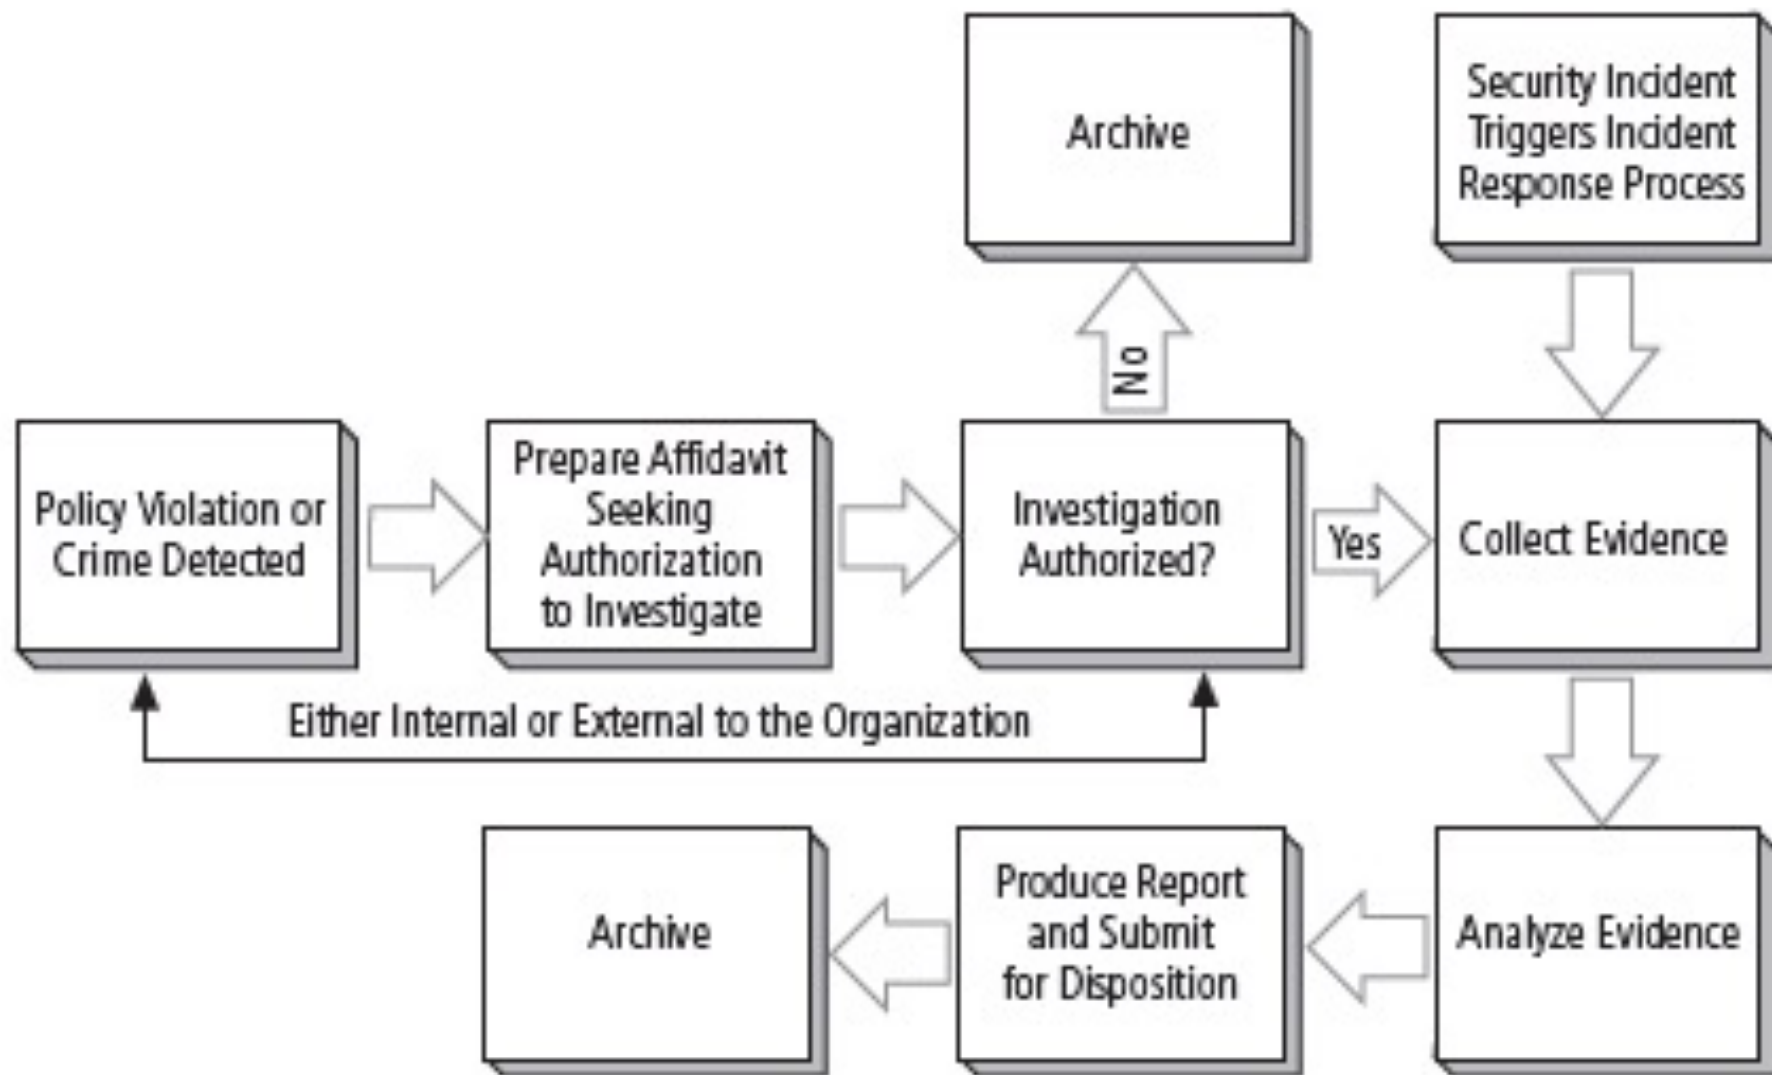 Archive
Security Incident
Triggers Incident
Response Process
No
Policy Violation or
Crime Detected
Prepare Affidavit
Seeking
Authorization
to Investigate
Investigation
Authorized?
Yes
Collect Evidence
Either Internal or External to the Organization
Archive
Produce Report
and Submit
for Disposition
Analyze Evidence